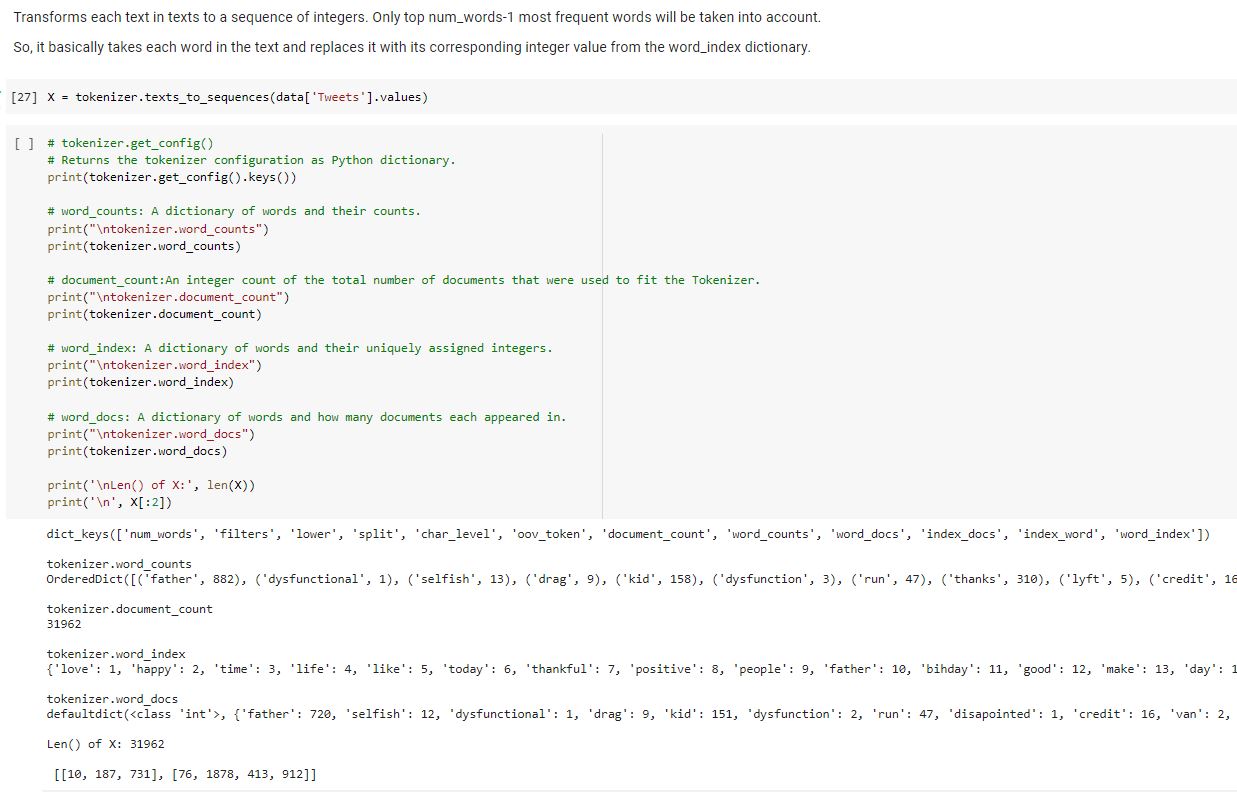 Transforms each text in texts to a sequence of integers. Only top num_words-1 most frequent words will be taken into account.
So, it basically takes each word in the text and replaces it with its corresponding integer value from the word_index dictionary.
[27] X = tokenizer.texts_to_sequences(data['Tweets'].values)
[ ] # tokenizer.get_config()
# Returns the tokenizer configuration as Python dictionary.
print(tokenizer.get_config().keys())
# word_counts: A dictionary of words and their counts.
print("\ntokenizer.word_counts")
print(tokenizer.word_counts)
# document_count:An integer count of the total number of documents that were used to fit the Tokenizer.
print("\ntokenizer.document_count")
print(tokenizer.document_count)
# word_index: A dictionary of words and their uniquely assigned integers.
print("\ntokenizer.word_index")
print(tokenizer.word_index)
# word_docs: A dictionary of words and how many documents each appeared in.
print("\ntokenizer.word_docs")
print(tokenizer.word_docs)
print('\nLen() of X:', len(X))
print('\n', X[:2])
dict_keys(['num_words', 'filters', 'lower', 'split', 'char_level', 'oov_token', 'document_count', 'word_counts', 'word_docs', 'index_docs', 'index_word', 'word_index'])
tokenizer.word_counts
OrderedDict([('father', 882), ('dysfunctional', 1), ('selfish', 13), ('drag', 9), ('kid', 158), ('dysfunction', 3), ('run', 47), ('thanks', 310), ('lyft', 5), ('credit', 16
tokenizer.document_count
31962
tokenizer.word_index
{'love': 1, 'happy': 2, 'time': 3, 'life': 4, 'like': 5, 'today': 6, 'thankful': 7, 'positive': 8, 'people': 9, 'father': 10, 'bihday': 11, 'good': 12, 'make': 13, 'day': 1
tokenizer.word_docs
defaultdict(<class 'int'>, {'father': 720, 'selfish': 12, 'dysfunctional': 1, 'drag': 9, 'kid': 151, 'dysfunction': 2, 'run': 47, 'disapointed': 1, 'credit': 16, 'van': 2,
Len() of X: 31962
[[10, 187, 731], [76, 1878, 413, 912]]